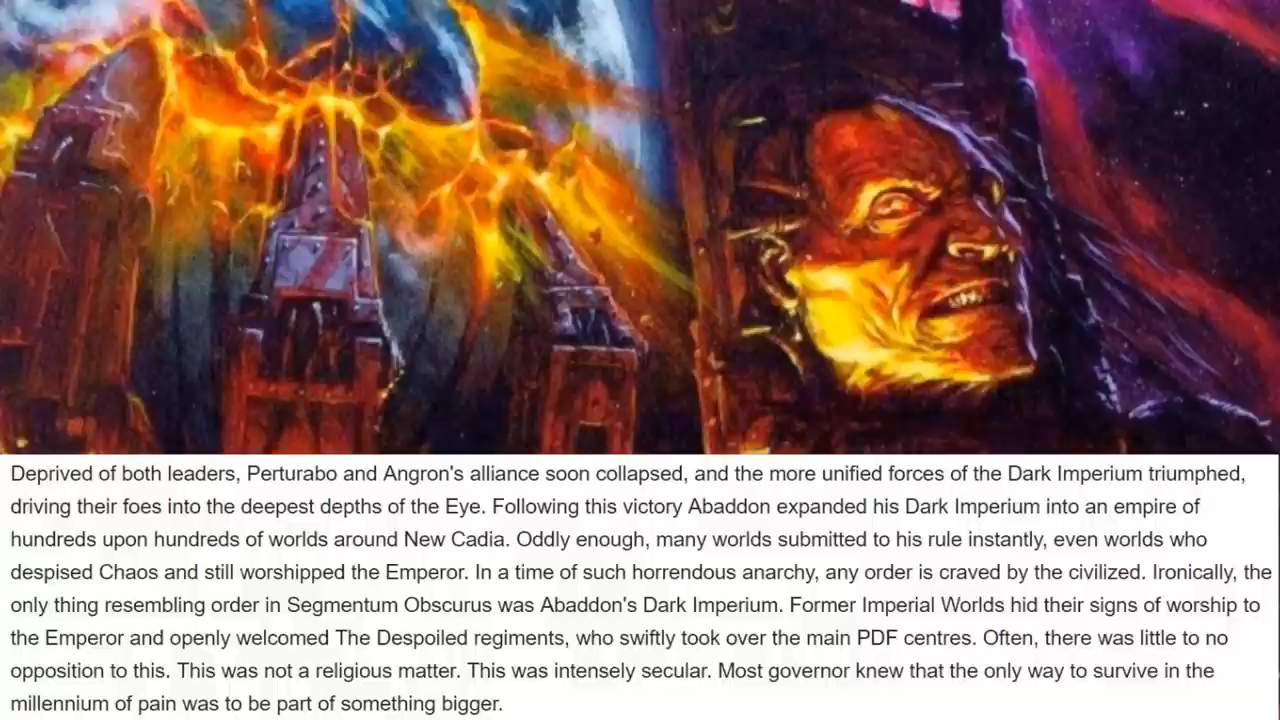 Deprived of both leaders, Perturabo and Angron's alliance soon collapsed, and the more unified forces of the Dark Imperium triumphed,
driving their foes into the deepest depths of the Eye. Following this victory Abaddon expanded his Dark Imperium into an empire of
hundreds upon hundreds of worlds around New Cadia. Oddly enough, many worlds submitted to his rule instantly, even worlds who
despised Chaos and still worshipped the Emperor. In a time of such horrendous anarchy, any order is craved by the civilized. Ironically, the
only thing resembling order in Segmentum Obscurus was Abaddon's Dark Imperium. Former Imperial Worlds hid their signs of worship to
the Emperor and openly welcomed The Despoiled regiments, who swiftly took over the main PDF centres. Often, there was little to no
opposition to this. This was not a religious matter. This was intensely secular. Most governor knew that the only way to survive in the
millennium of pain was to be part of something bigger.